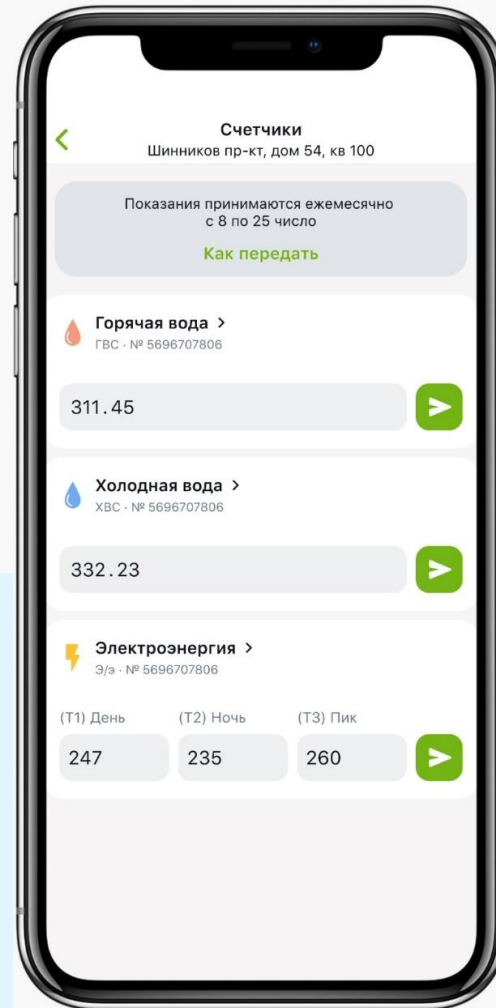 Счетчики
Шинников пр-кт, дом 54, кв 100
Показания принимаются ежемесячно
с 8 по 25 число
Как передать
Горячая вода >
ГВС · № 5696707806
311.45
Холодная вода >
ХВС · № 5696707806
332.23
Электроэнергия >
Э/э · № 5696707806
(Т1) День (Т2) Ночь (Т3) Пик
247 235 260